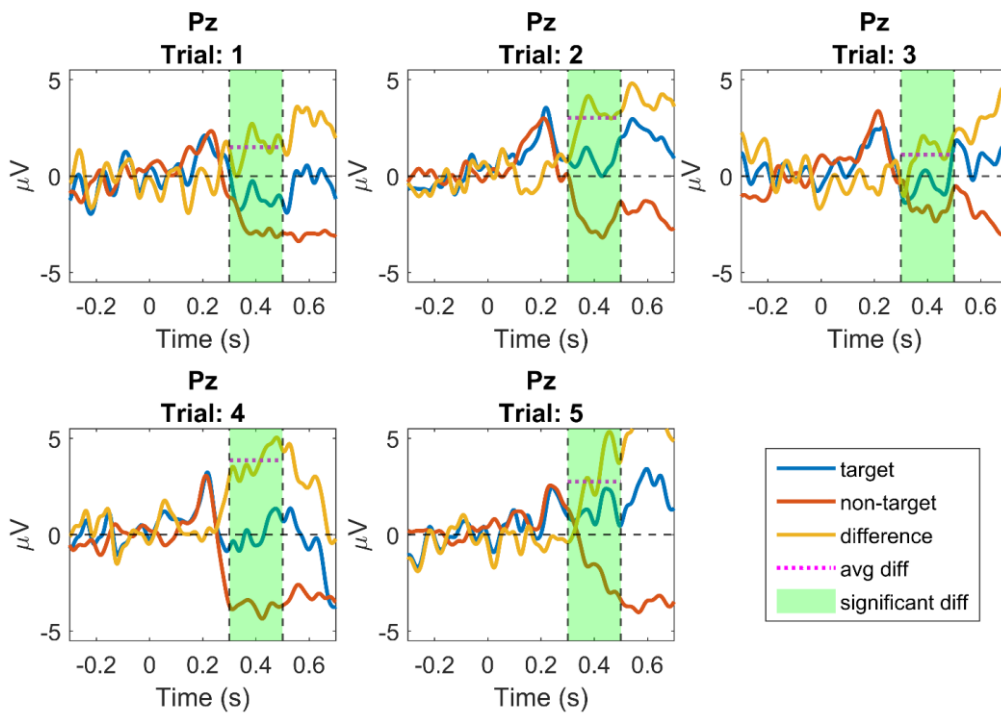 Pz
Trial: 1
5
0
-5
μV
-0.2 0 0.2 0.4 0.6
Time (s)
Pz
Trial: 2
5
0
-5
μV
-0.2 0 0.2 0.4 0.6
Time (s)
Pz
Trial: 3
5
0
-5
μV
-0.2 0 0.2 0.4 0.6
Time (s)
Pz
Trial: 4
5
0
-5
μV
-0.2 0 0.2 0.4 0.6
Time (s)
Pz
Trial: 5
5
0
-5
μV
-0.2 0 0.2 0.4 0.6
Time (s)
target
non-target
difference
avg diff
significant diff